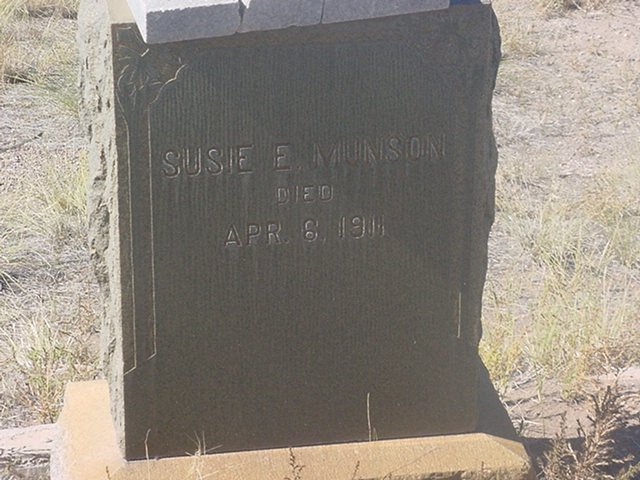 SUSIE E. MUNSON
DIED
APR. 6, 1911